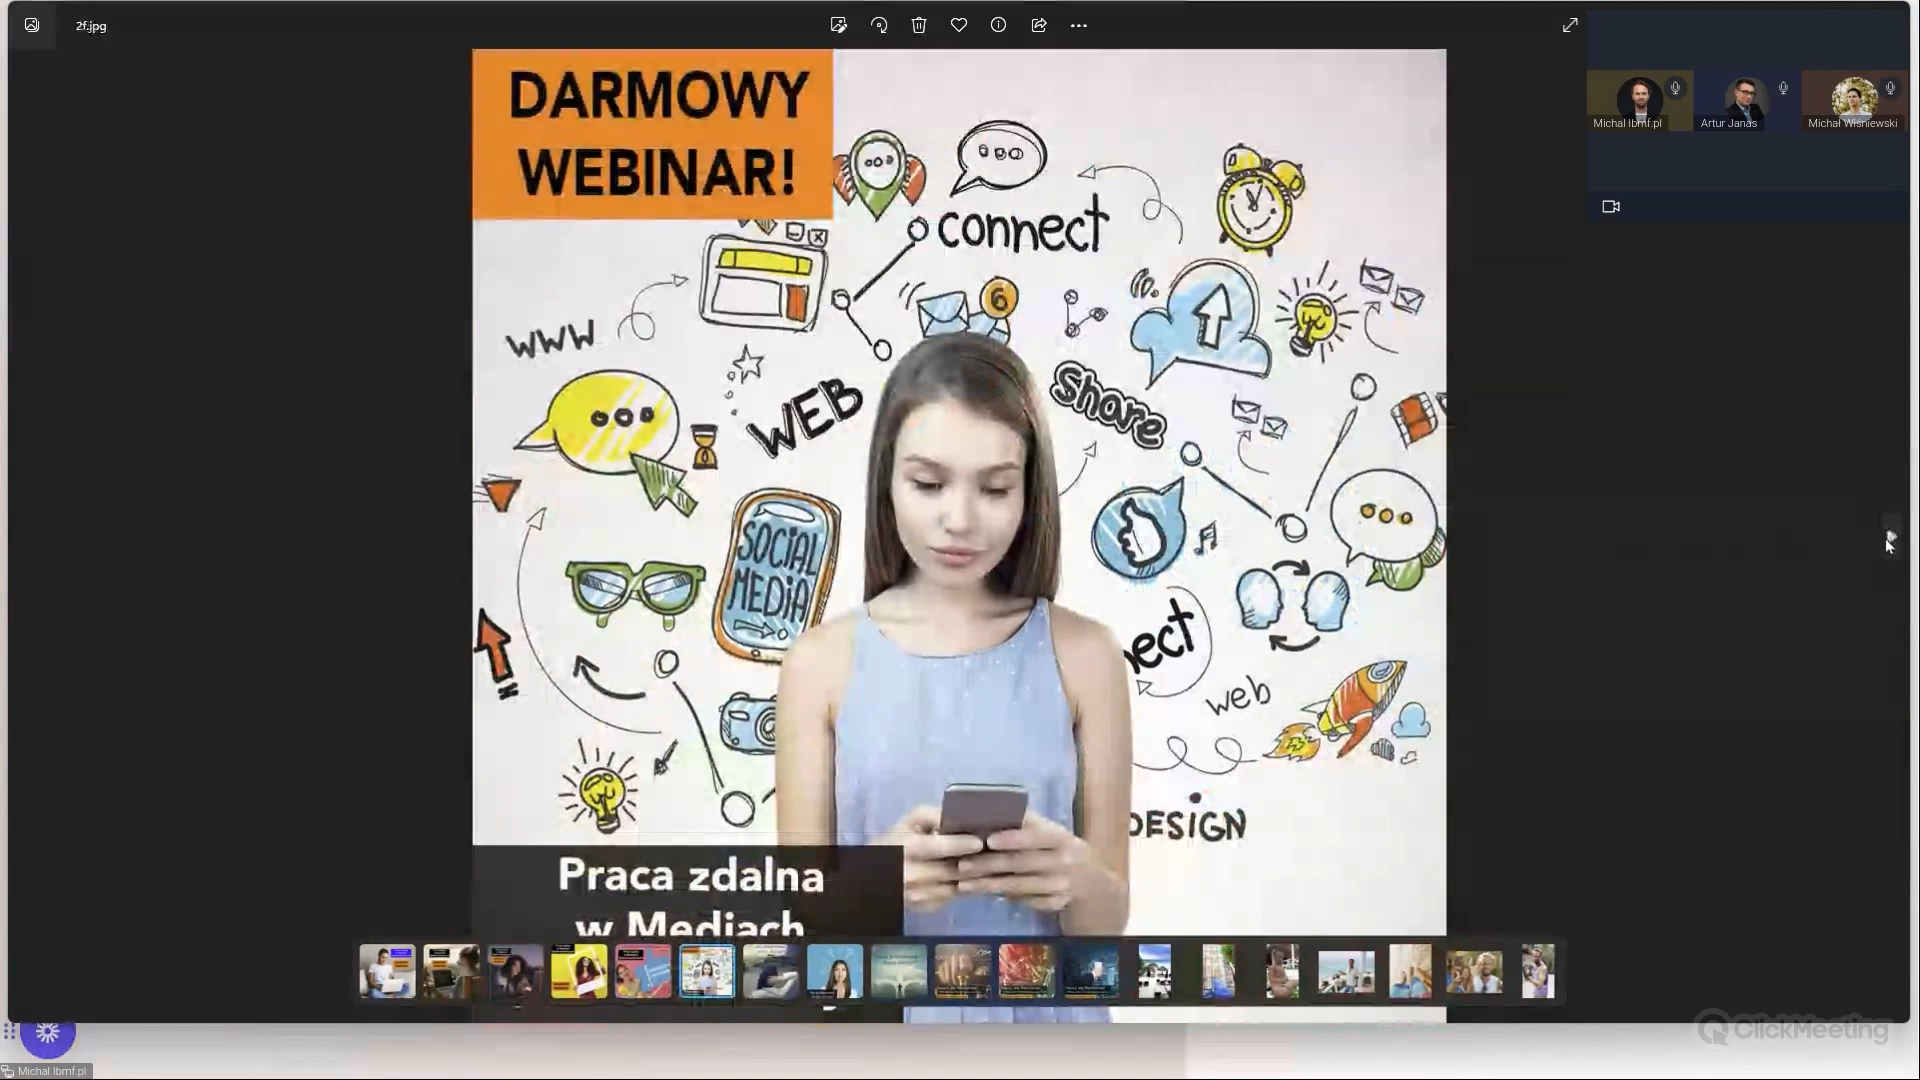 2f.jpg
DARMOWY
WEBINAR!
connect
6
www
WEB
share
SOCIAL
MEDIA
web
DESIGN
Praca zdalna
w Mediach
Michal Ibmf.pl
Artur Janas
Michał Wiśniewski
ClickMeeting
Michal Ibmf.pl